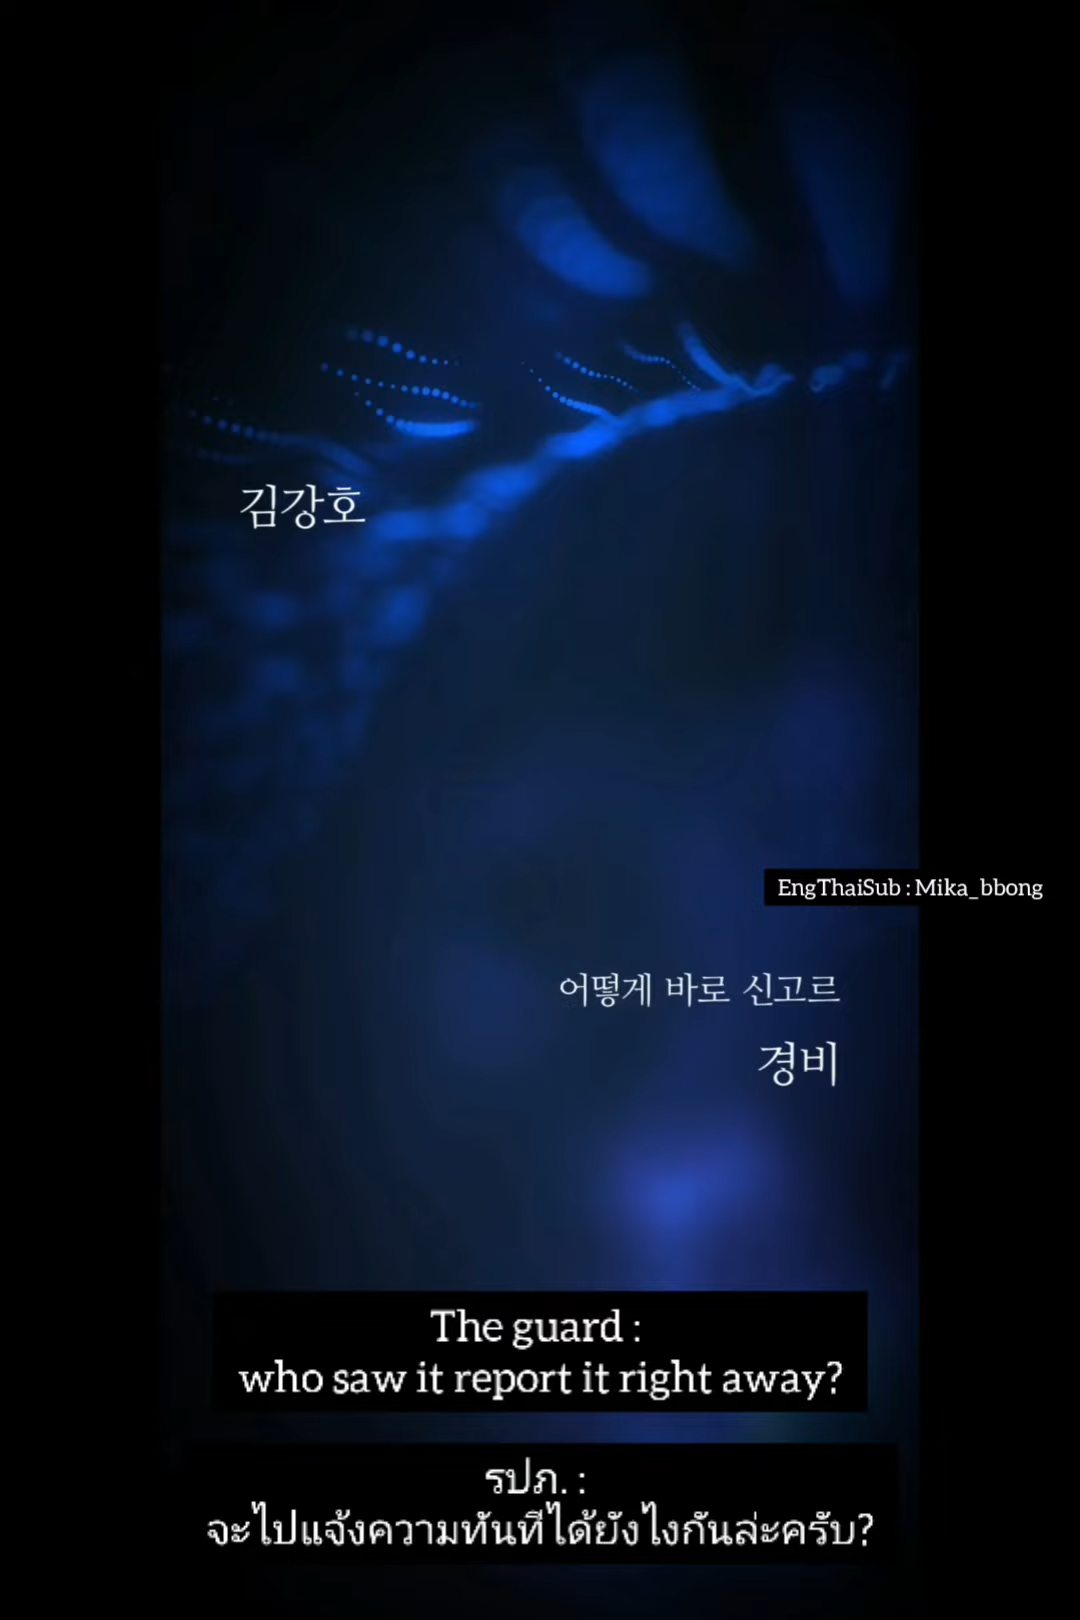 김강호
EngThaiSub : Mika_bbong
어떻게 바로 신고르
경비
The guard :
who saw it report it right away?
รปภ. :
จะไปแจ้งความทันทีได้ยังไงกันล่ะครับ?